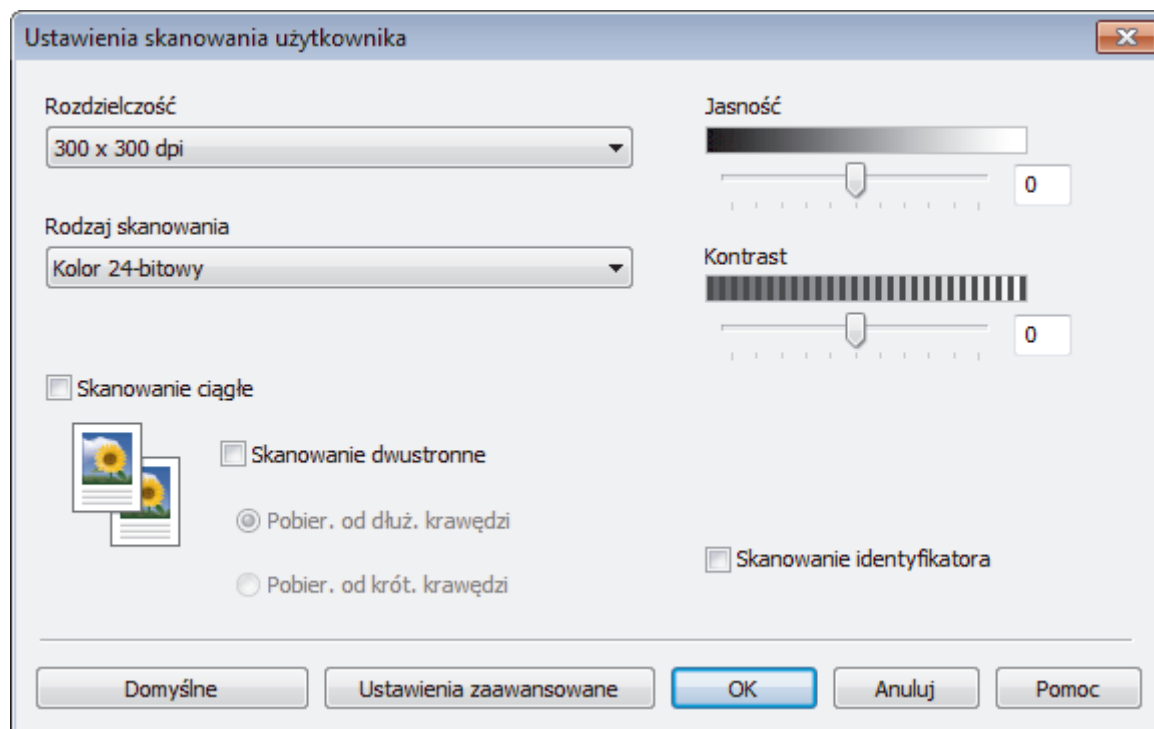 Ustawienia skanowania użytkownika
Rozdzielczość
300 x 300 dpi
Rodzaj skanowania
Kolor 24-bitowy
Jasność
0
Kontrast
0
Skanowanie ciągłe
Skanowanie dwustronne
Pobier. od dłuż. krawędzi
Pobier. od krót. krawędzi
Skanowanie identyfikatora
Domyślne
Ustawienia zaawansowane
OK
Anuluj
Pomoc